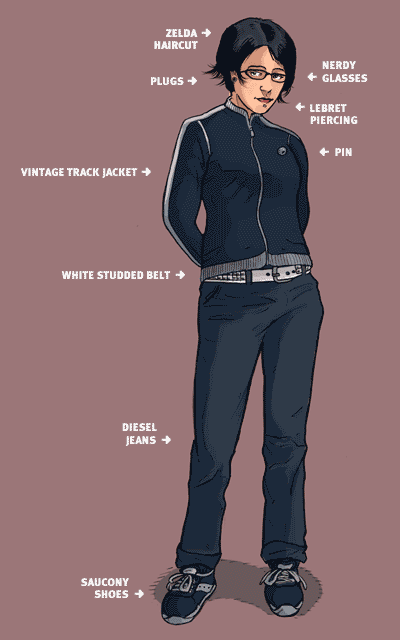 ZELDA
HAIRCUT
NERDY
GLASSES
PLUGS
LEBRET
PIERCING
PIN
VINTAGE TRACK JACKET
WHITE STUDDED BELT
DIESEL
JEANS
SAUCONY
SHOES